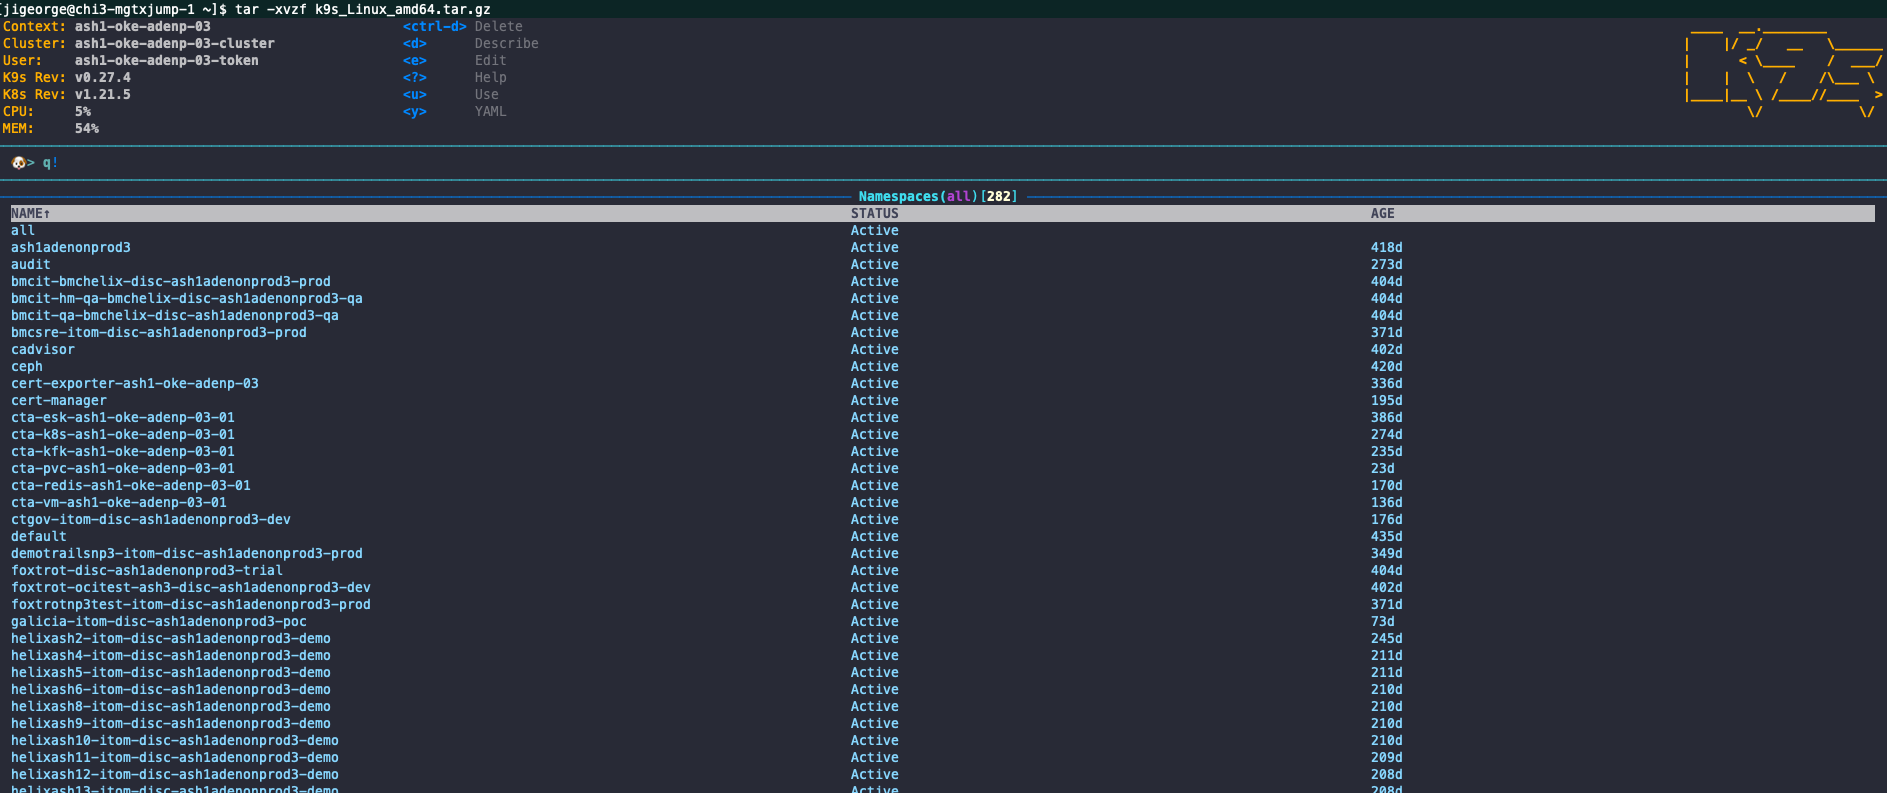 [jigeorge@chi3-mgtxjump-1 ~]$ tar -xvzf k9s_Linux_amd64.tar.gz
Context: ash1-oke-adenp-03 <ctrl-d> Delete
Cluster: ash1-oke-adenp-03-cluster <d> Describe
User: ash1-oke-adenp-03-token <e> Edit
K9s Rev: v0.27.4 <?> Help
K8s Rev: v1.21.5 <u> Use
CPU: 5% <y> YAML
MEM: 54%
🐶> q!
Namespaces(all)[282]
NAME↑ STATUS AGE
all Active
ash1adenonprod3 Active 418d
audit Active 273d
bmcit-bmchelix-disc-ash1adenonprod3-prod Active 404d
bmcit-hm-qa-bmchelix-disc-ash1adenonprod3-qa Active 404d
bmcit-qa-bmchelix-disc-ash1adenonprod3-qa Active 404d
bmcsre-itom-disc-ash1adenonprod3-prod Active 371d
cadvisor Active 402d
ceph Active 420d
cert-exporter-ash1-oke-adenp-03 Active 336d
cert-manager Active 195d
cta-esk-ash1-oke-adenp-03-01 Active 386d
cta-k8s-ash1-oke-adenp-03-01 Active 274d
cta-kfk-ash1-oke-adenp-03-01 Active 235d
cta-pvc-ash1-oke-adenp-03-01 Active 23d
cta-redis-ash1-oke-adenp-03-01 Active 170d
cta-vm-ash1-oke-adenp-03-01 Active 136d
ctgov-itom-disc-ash1adenonprod3-dev Active 176d
default Active 435d
demotrailsnp3-itom-disc-ash1adenonprod3-prod Active 349d
foxtrot-disc-ash1adenonprod3-trial Active 404d
foxtrot-ocitest-ash3-disc-ash1adenonprod3-dev Active 402d
foxtrotnp3test-itom-disc-ash1adenonprod3-prod Active 371d
galicia-itom-disc-ash1adenonprod3-poc Active 73d
helixash2-itom-disc-ash1adenonprod3-demo Active 245d
helixash4-itom-disc-ash1adenonprod3-demo Active 211d
helixash5-itom-disc-ash1adenonprod3-demo Active 211d
helixash6-itom-disc-ash1adenonprod3-demo Active 210d
helixash8-itom-disc-ash1adenonprod3-demo Active 210d
helixash9-itom-disc-ash1adenonprod3-demo Active 210d
helixash10-itom-disc-ash1adenonprod3-demo Active 210d
helixash11-itom-disc-ash1adenonprod3-demo Active 209d
helixash12-itom-disc-ash1adenonprod3-demo Active 208d
helixash13-itom-disc-ash1adenonprod3-demo Active 208d